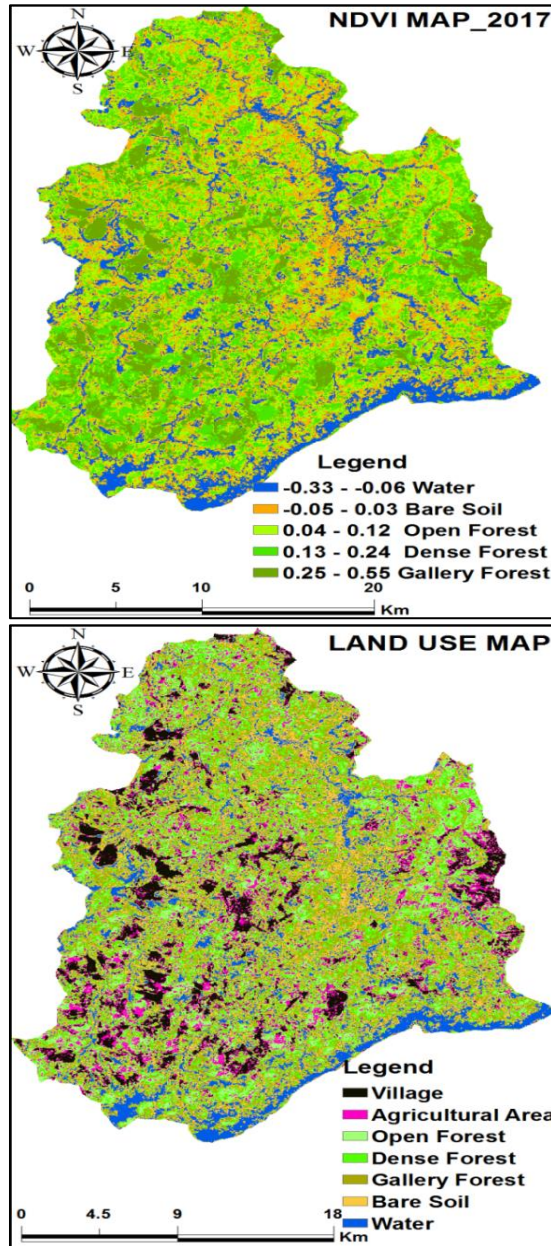 NDVI MAP_2017
N
W E
S
Legend
-0.33 - -0.06 Water
-0.05 - 0.03 Bare Soil
0.04 - 0.12 Open Forest
0.13 - 0.24 Dense Forest
0.25 - 0.55 Gallery Forest
0 5 10 20
Km
LAND USE MAP
N
W E
S
Legend
Village
Agricultural Area
Open Forest
Dense Forest
Gallery Forest
Bare Soil
Water
0 4.5 9 18
Km